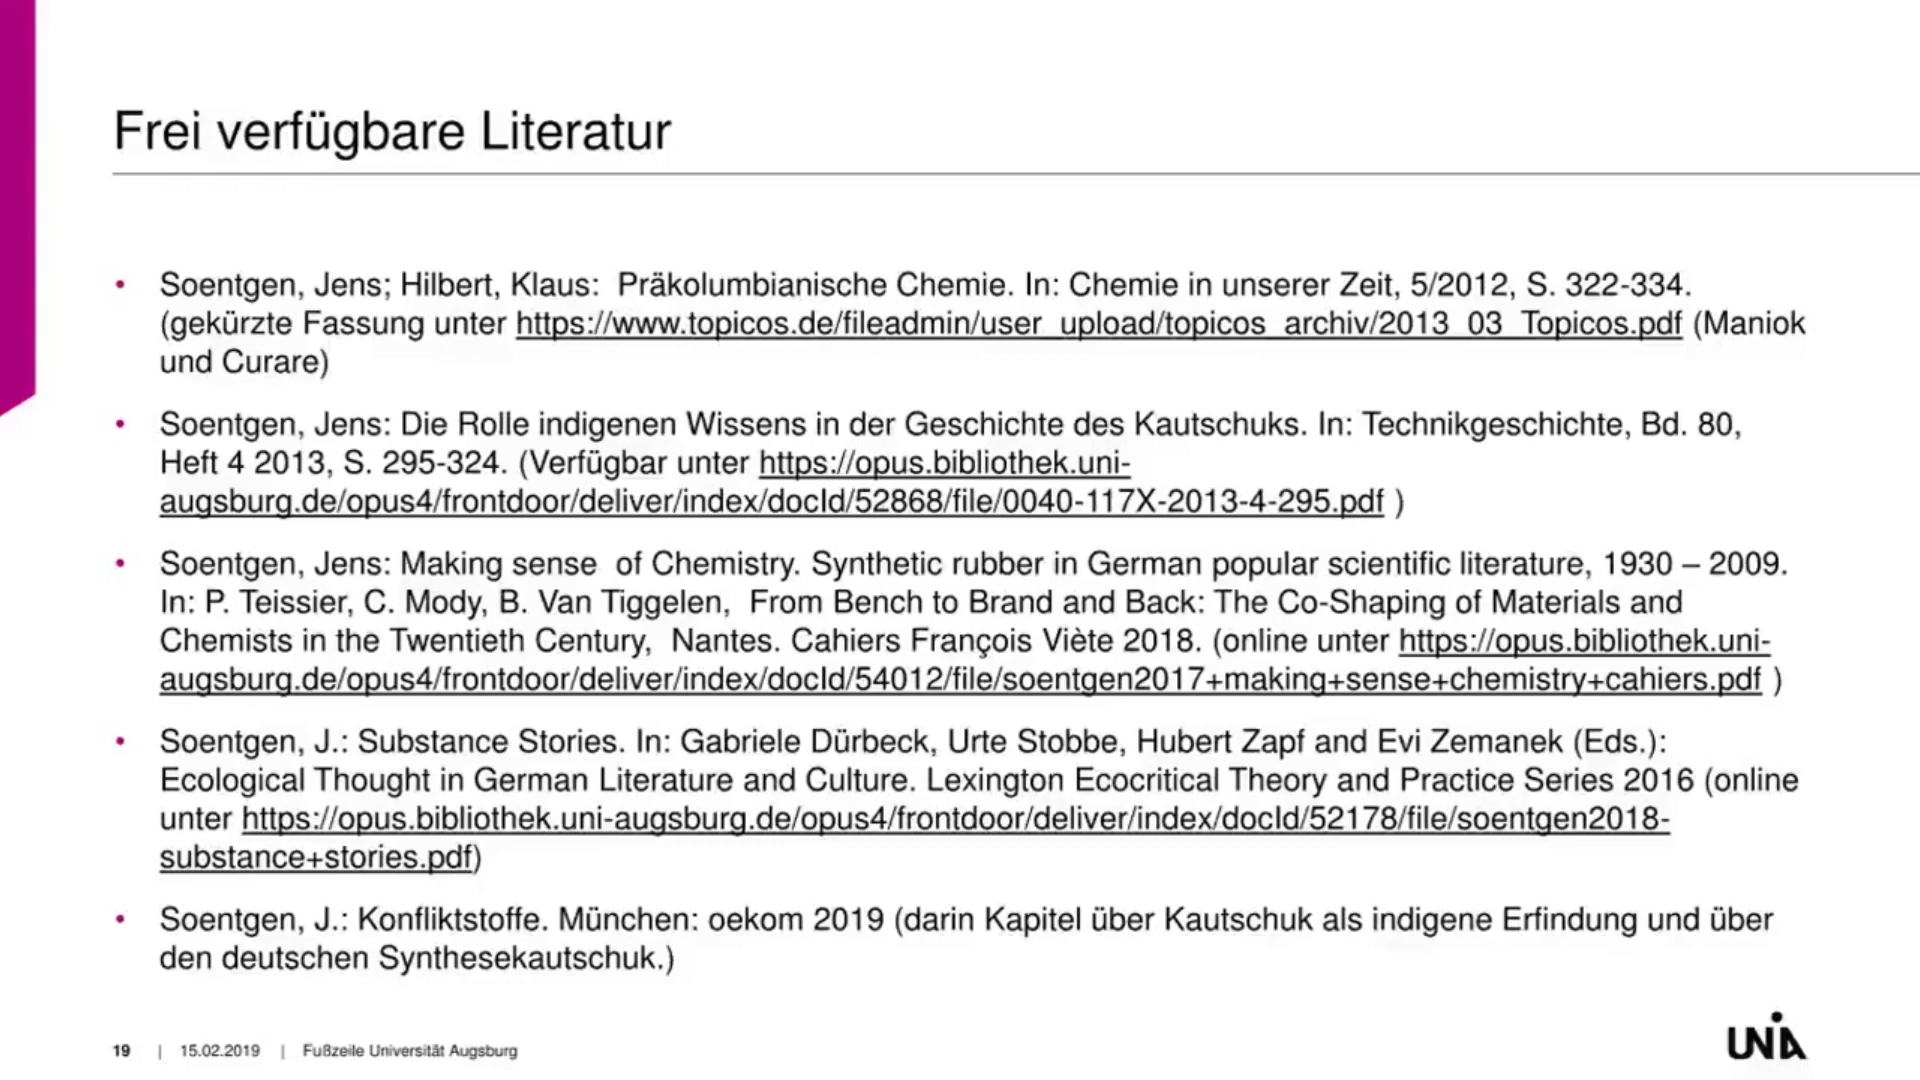 Frei verfügbare Literatur
• Soentgen, Jens; Hilbert, Klaus: Präkolumbianische Chemie. In: Chemie in unserer Zeit, 5/2012, S. 322-334.
(gekürzte Fassung unter https://www.topicos.de/fileadmin/user_upload/topicos_archiv/2013_03_Topicos.pdf (Maniok
und Curare)
• Soentgen, Jens: Die Rolle indigenen Wissens in der Geschichte des Kautschuks. In: Technikgeschichte, Bd. 80,
Heft 4 2013, S. 295-324. (Verfügbar unter https://opus.bibliothek.uni-
augsburg.de/opus4/frontdoor/deliver/index/docId/52868/file/0040-117X-2013-4-295.pdf )
• Soentgen, Jens: Making sense of Chemistry. Synthetic rubber in German popular scientific literature, 1930 – 2009.
In: P. Teissier, C. Mody, B. Van Tiggelen, From Bench to Brand and Back: The Co-Shaping of Materials and
Chemists in the Twentieth Century, Nantes. Cahiers François Viète 2018. (online unter https://opus.bibliothek.uni-
augsburg.de/opus4/frontdoor/deliver/index/docId/54012/file/soentgen2017+making+sense+chemistry+cahiers.pdf )
• Soentgen, J.: Substance Stories. In: Gabriele Dürbeck, Urte Stobbe, Hubert Zapf and Evi Zemanek (Eds.):
Ecological Thought in German Literature and Culture. Lexington Ecocritical Theory and Practice Series 2016 (online
unter https://opus.bibliothek.uni-augsburg.de/opus4/frontdoor/deliver/index/docId/52178/file/soentgen2018-
substance+stories.pdf)
• Soentgen, J.: Konfliktstoffe. München: oekom 2019 (darin Kapitel über Kautschuk als indigene Erfindung und über
den deutschen Synthesekautschuk.)
19 | 15.02.2019 | Fußzeile Universität Augsburg
UNIA